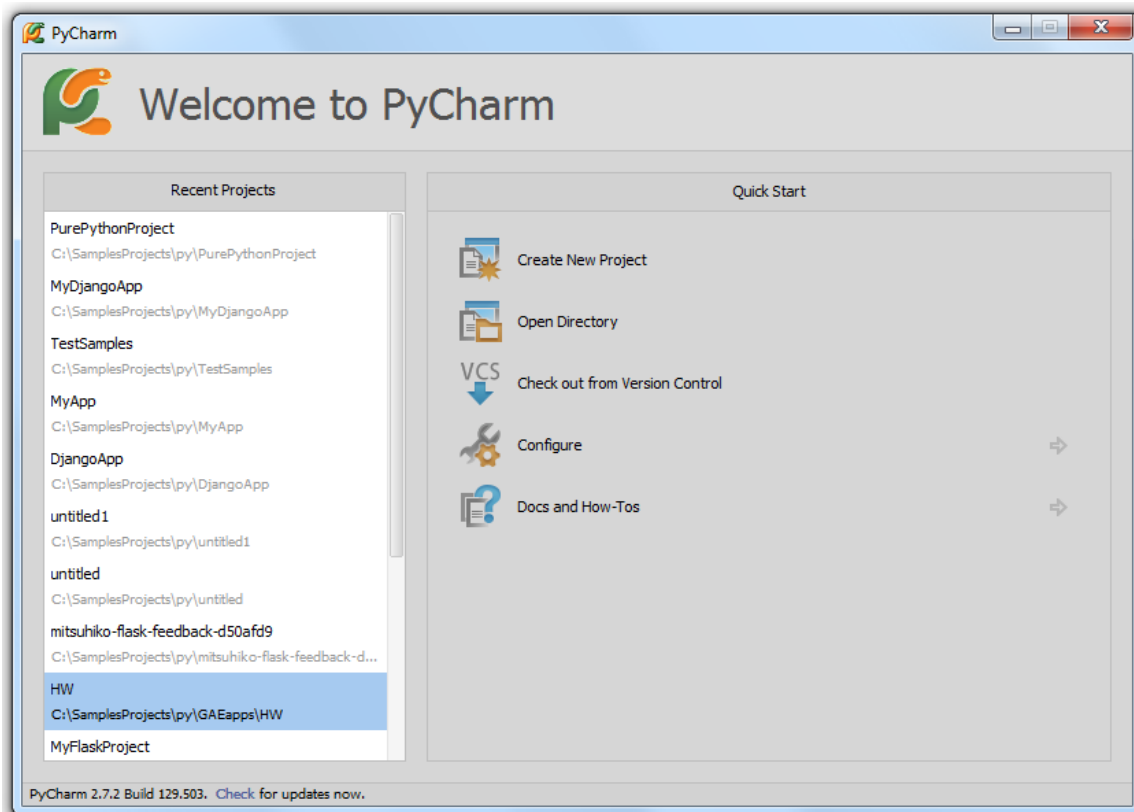 PyCharm
Welcome to PyCharm
Recent Projects
PurePythonProject
C:\SamplesProjects\py\PurePythonProject
MyDjangoApp
C:\SamplesProjects\py\MyDjangoApp
TestSamples
C:\SamplesProjects\py\TestSamples
MyApp
C:\SamplesProjects\py\MyApp
DjangoApp
C:\SamplesProjects\py\DjangoApp
untitled1
C:\SamplesProjects\py\untitled1
untitled
C:\SamplesProjects\py\untitled
mitsuhiko-flask-feedback-d50afd9
C:\SamplesProjects\py\mitsuhiko-flask-feedback-d...
HW
C:\SamplesProjects\py\GAEapps\HW
MyFlaskProject
Quick Start
Create New Project
Open Directory
VCS
Check out from Version Control
Configure
Docs and How-Tos
PyCharm 2.7.2 Build 129.503. Check for updates now.